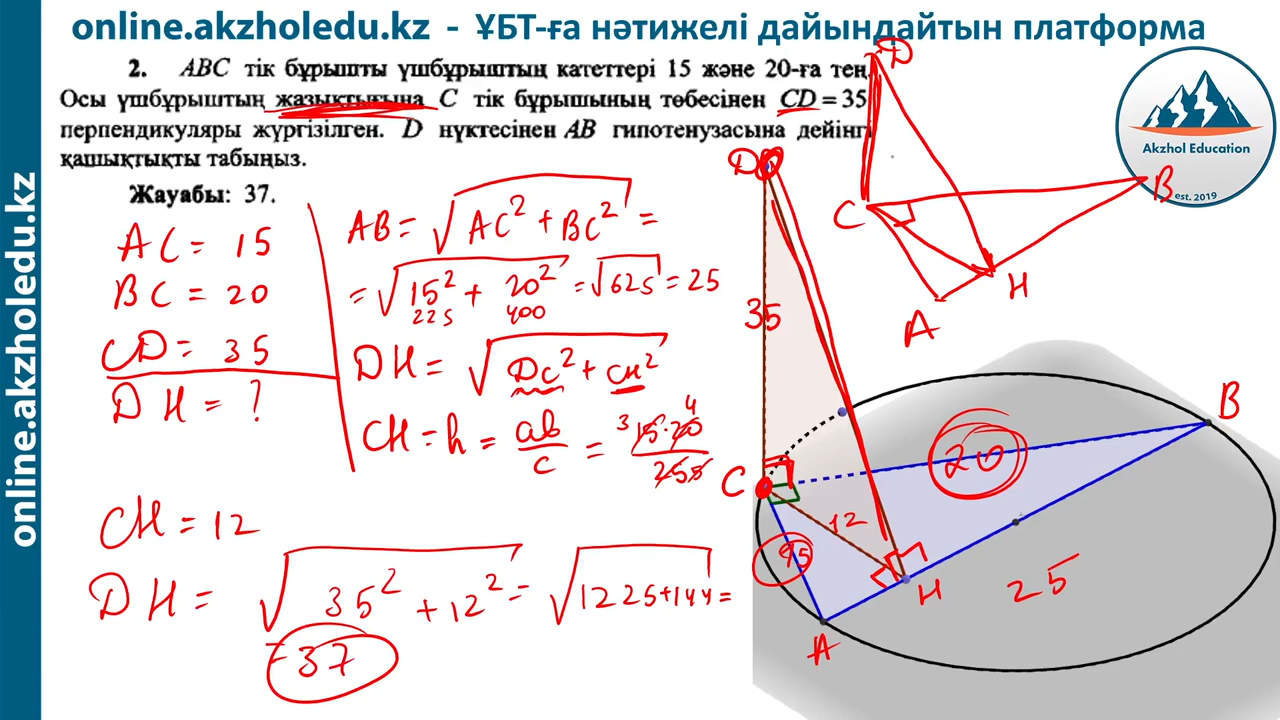 online.akzholedu.kz - ҰБТ-ға нәтижелі дайындайтын платформа
2. ABC тік бұрышты үшбұрыштың катеттері 15 және 20-ға тең.
Осы үшбұрыштың жазықтығына C тік бұрышының төбесінен CD = 35
перпендикуляры жүргізілген. D нүктесінен AB гипотенузасына дейінгі
қашықтықты табыңыз.
Жауабы: 37.
online.akzholedu.kz
Akzhol Education
est. 2019
AC = 15
BC = 20
CD = 35
DH = ?
AB = √AC² + BC² =
= √15² + 20² = √625 = 25
225 400
DH = √DC² + CH²
CH = h = ab/c = 3 15·20 4 / 25 5
CH = 12
DH = √35² + 12² = √1225+144 =
= 37
D
C
B
H
A
D
35
C
B
20
12
15
H
25
A